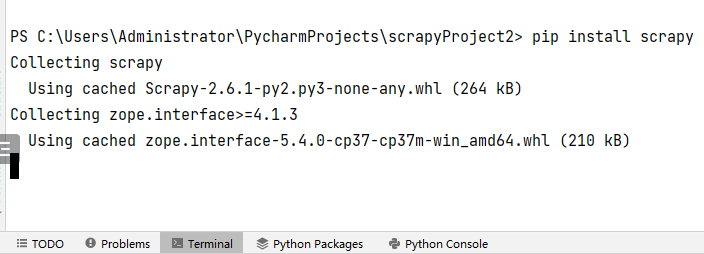 PS C:\Users\Administrator\PycharmProjects\scrapyProject2> pip install scrapy
Collecting scrapy
  Using cached Scrapy-2.6.1-py2.py3-none-any.whl (264 kB)
Collecting zope.interface>=4.1.3
  Using cached zope.interface-5.4.0-cp37-cp37m-win_amd64.whl (210 kB)
TODO Problems Terminal Python Packages Python Console